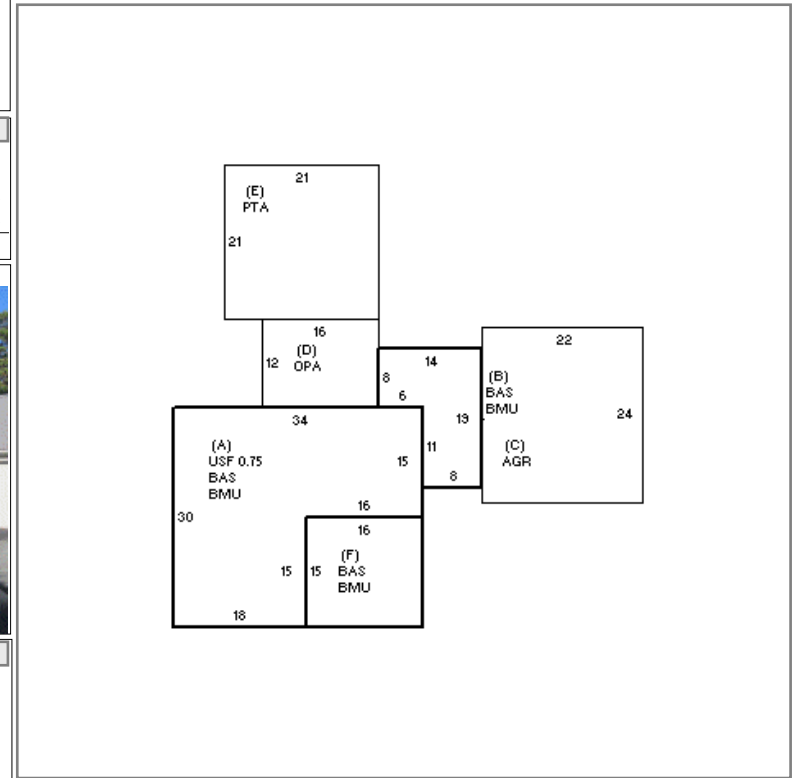 21
(E)
PTA
21
16
(D)
12
OPA
22
14
(B)
8
BAS
6
BMU
24
34
19
(A)
11
(C)
USF 0.75
15
AGR
BAS
8
BMU
16
30
16
(F)
15
15
BAS
BMU
18